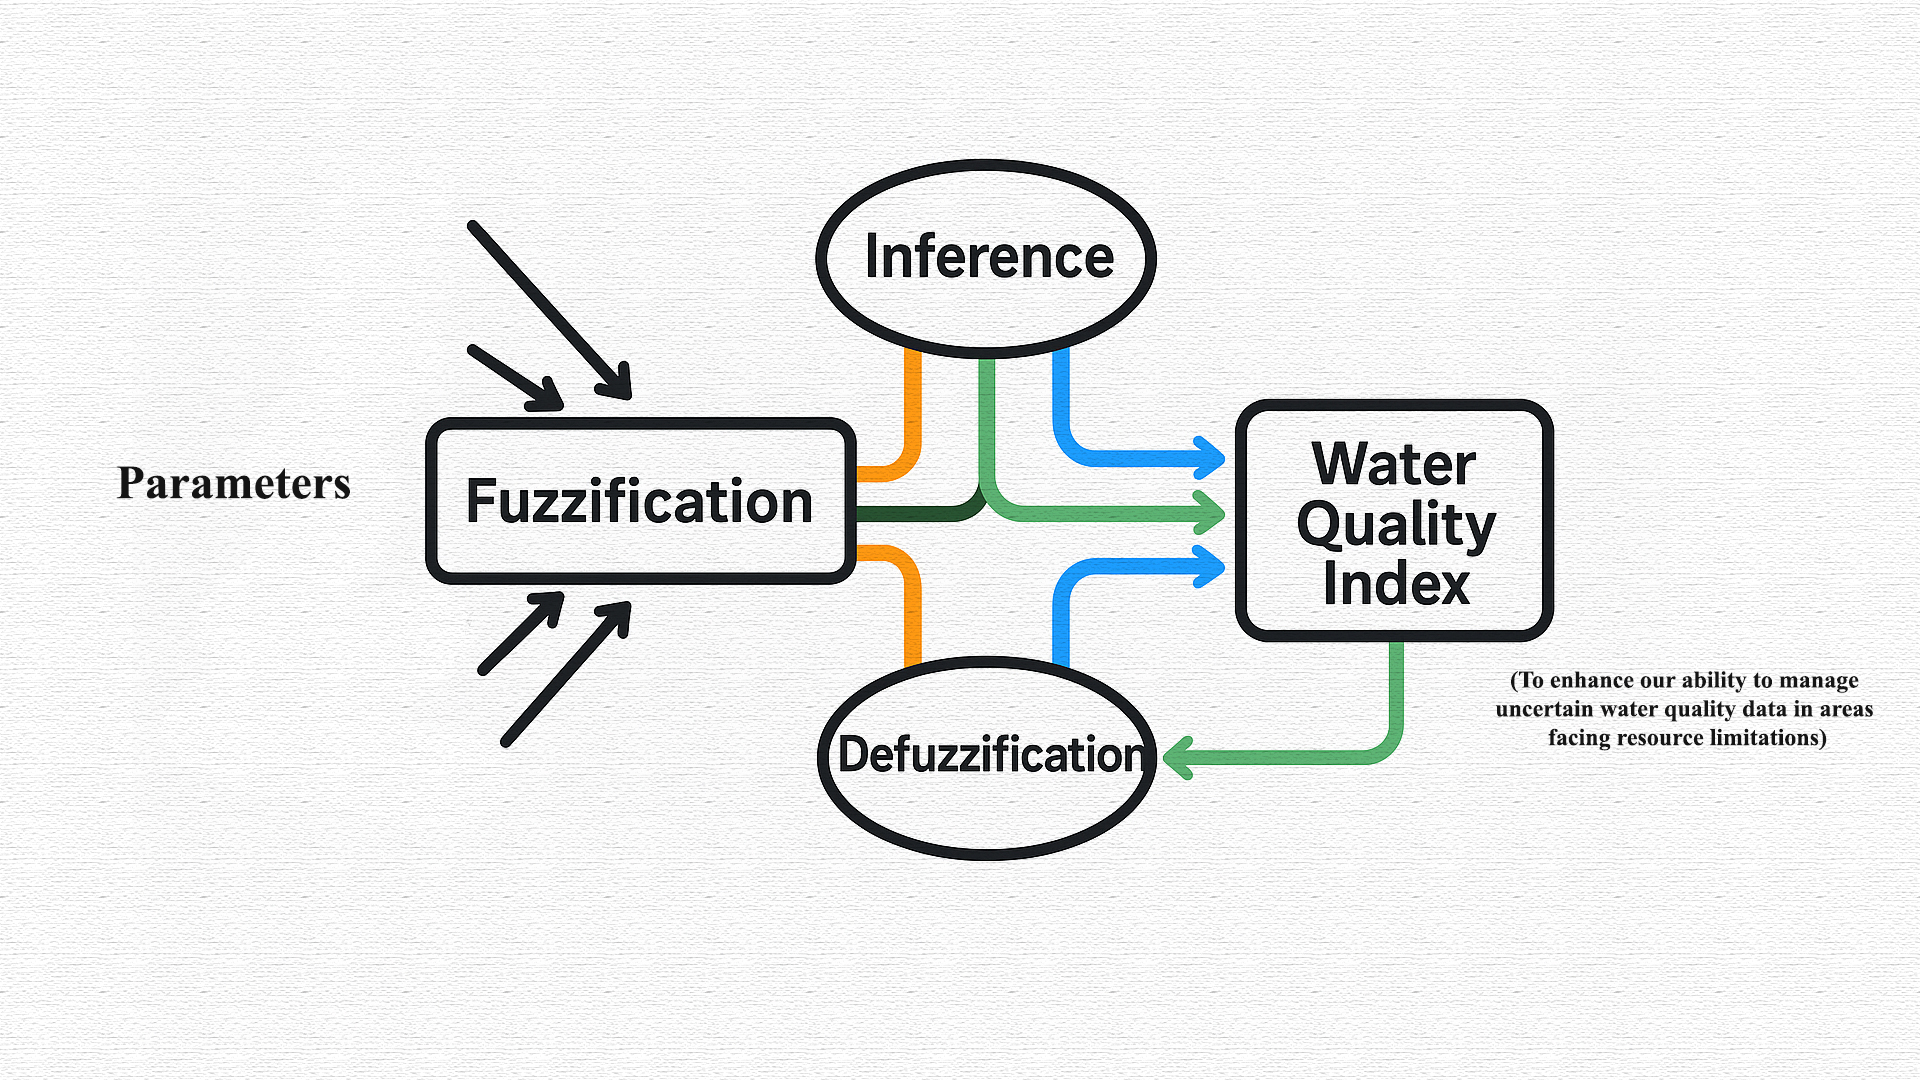 Inference
Parameters
Fuzzification
Water
Quality
Index
(To enhance our ability to manage
uncertain water quality data in areas
facing resource limitations)
Defuzzification